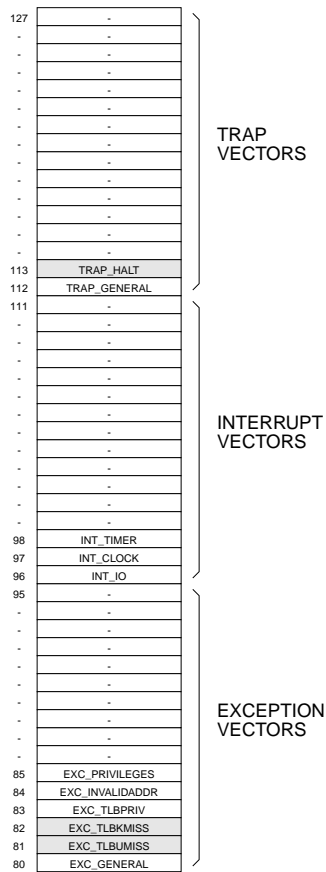 127 -
- -
- -
- -
- -
- -
- -
- -
- -
- -
- -
- -
- -
- -
113 TRAP_HALT
112 TRAP_GENERAL
TRAP
VECTORS
111 -
- -
- -
- -
- -
- -
- -
- -
- -
- -
- -
- -
- -
98 INT_TIMER
97 INT_CLOCK
96 INT_IO
INTERRUPT
VECTORS
95 -
- -
- -
- -
- -
- -
- -
- -
- -
- -
85 EXC_PRIVILEGES
84 EXC_INVALIDADDR
83 EXC_TLBPRIV
82 EXC_TLBKMISS
81 EXC_TLBUMISS
80 EXC_GENERAL
EXCEPTION
VECTORS